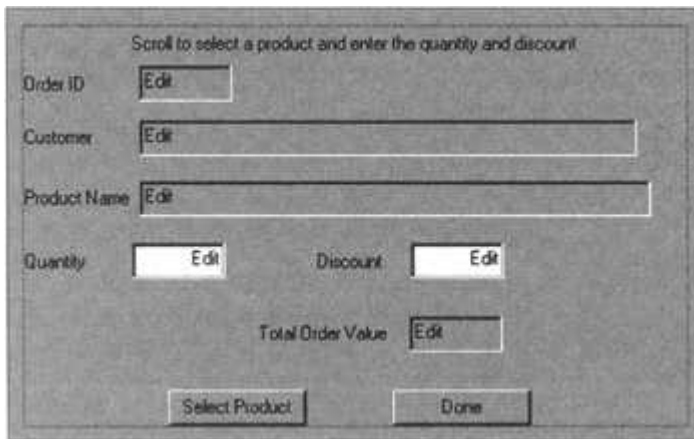 Scroll to select a product and enter the quantity and discount
Order ID Edit
Customer Edit
Product Name Edit
Quantity Edit Discount Edit
Total Order Value Edit
Select Product Done